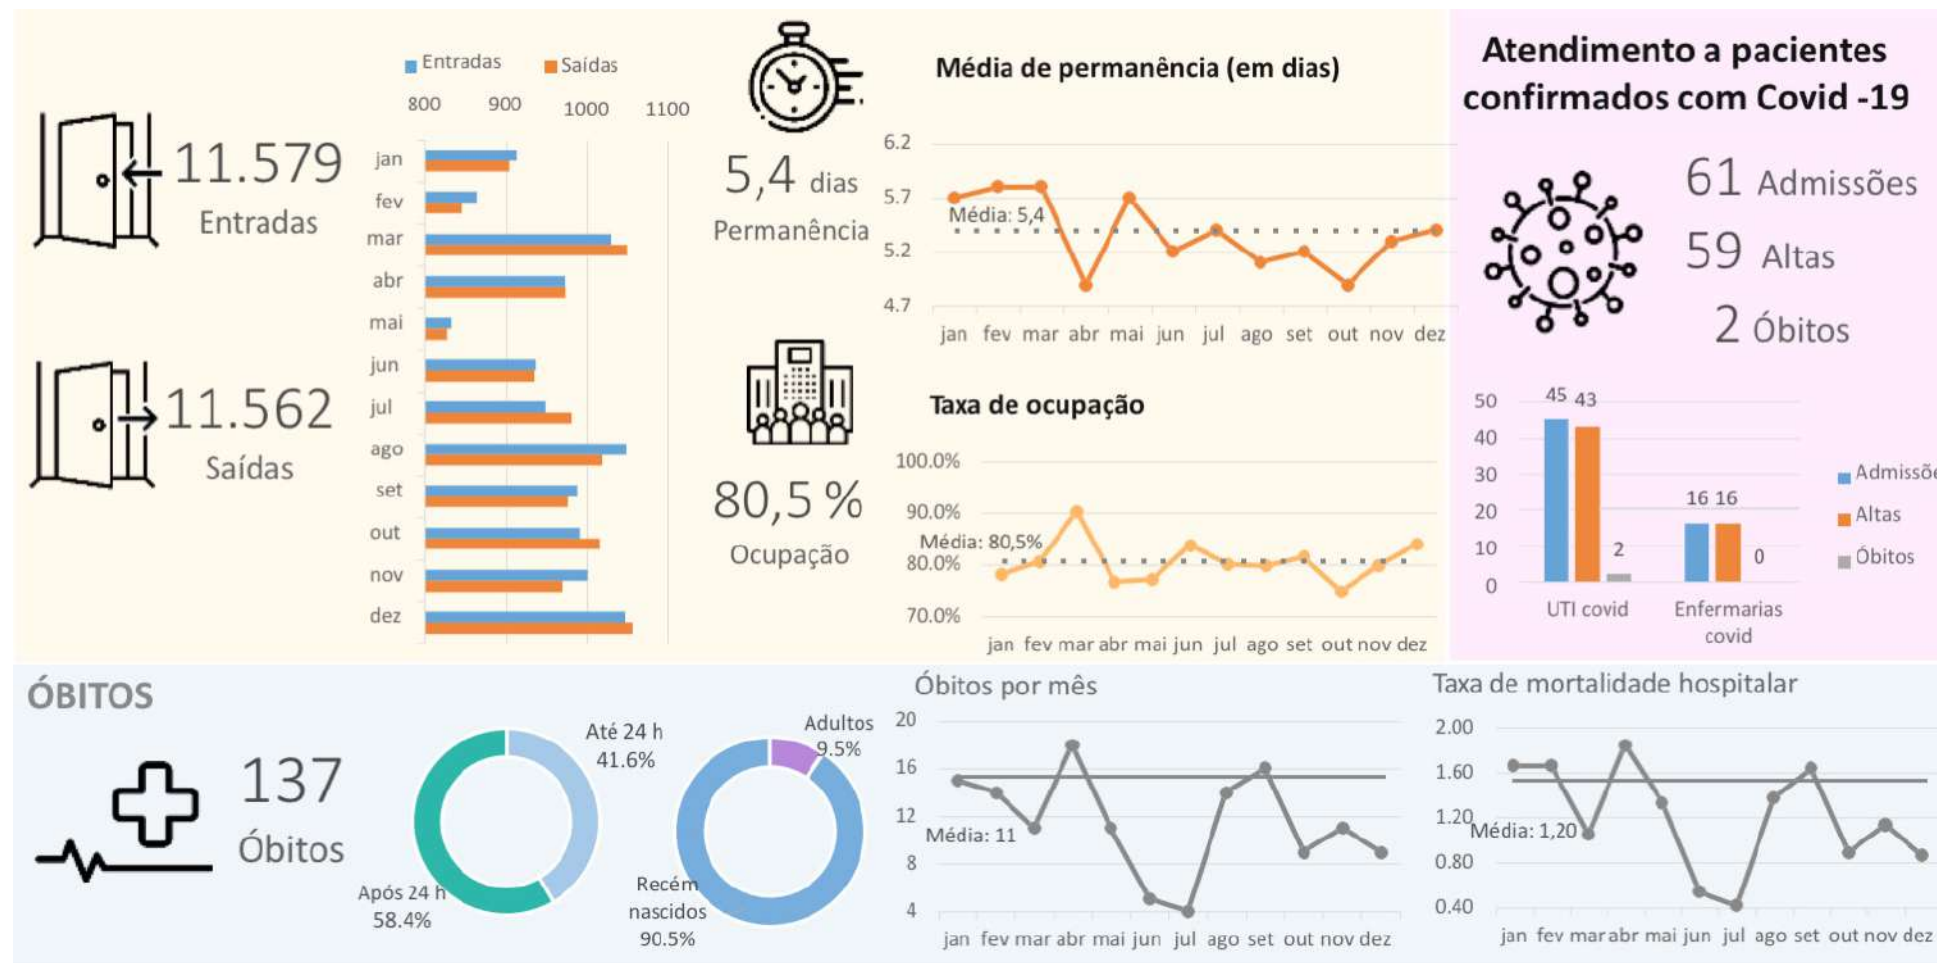 11.579
Entradas
11.562
Saídas
Entradas
Saídas
800 900 1000 1100
jan
fev
mar
abr
mai
jun
jul
ago
set
out
nov
dez
5,4 dias
Permanência
80,5 %
Ocupação
Média de permanência (em dias)
6.2
5.7
Média: 5,4
5.2
4.7
jan fev mar abr mai jun jul ago set out nov dez
Taxa de ocupação
100.0%
90.0%
Média: 80,5%
80.0%
70.0%
jan fev mar abr mai jun jul ago set out nov dez
Atendimento a pacientes
confirmados com Covid -19
61 Admissões
59 Altas
2 Óbitos
50
40
30
20
10
0
45 43
2
16 16
0
UTI covid
Enfermarias
covid
Admissõe
Altas
Óbitos
ÓBITOS
137
Óbitos
Até 24 h
41.6%
Após 24 h
58.4%
Adultos
9.5%
Recém
nascidos
90.5%
Óbitos por mês
20
16
12
Média: 11
8
4
jan fev mar abr mai jun jul ago set out nov dez
Taxa de mortalidade hospitalar
2.00
1.60
1.20
Média: 1,20
0.80
0.40
jan fev mar abr mai jun jul ago set out nov dez